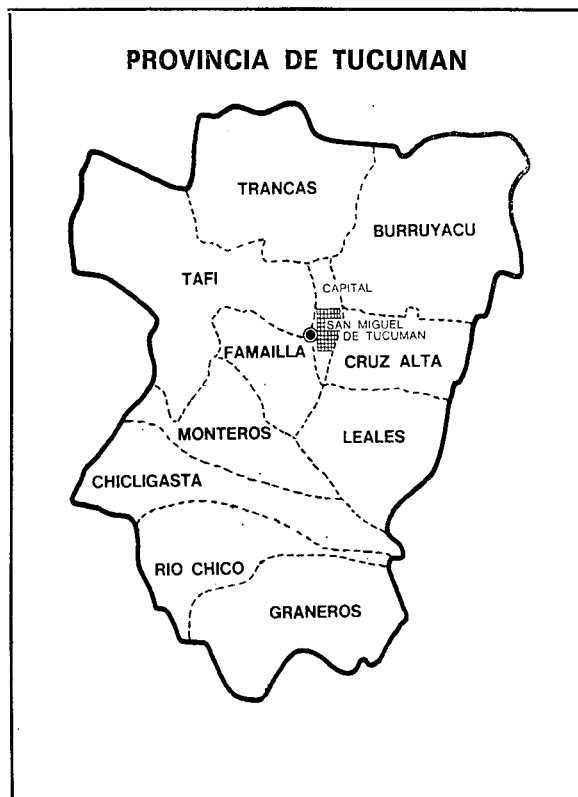 PROVINCIA DE TUCUMAN
TRANCAS
BURRUYACU
TAFI
CAPITAL
SAN MIGUEL
DE TUCUMAN
FAMAILLA
CRUZ ALTA
MONTEROS
LEALES
CHICLIGASTA
RIO CHICO
GRANEROS